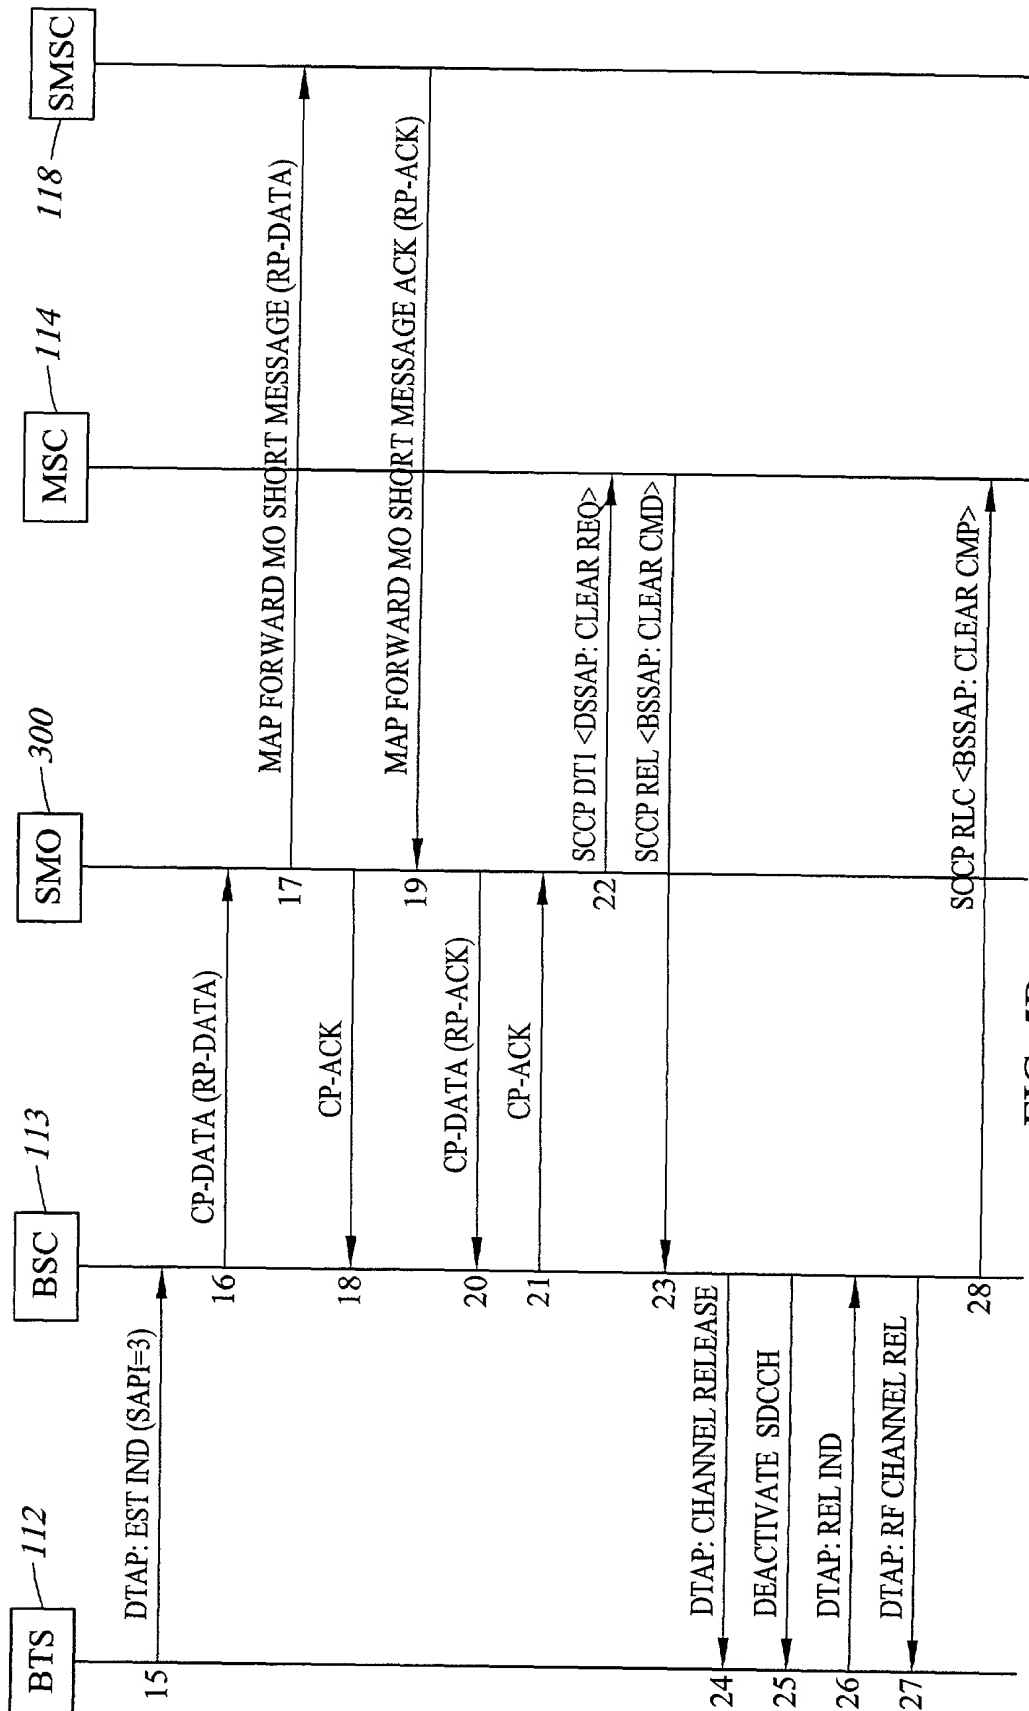 BTS
112
BSC
113
SMO
300
MSC
114
SMSC
118
15
DTAP: EST IND (SAPI=3)
16
CP-DATA (RP-DATA)
17
MAP FORWARD MO SHORT MESSAGE (RP-DATA)
18
CP-ACK
19
MAP FORWARD MO SHORT MESSAGE ACK (RP-ACK)
20
CP-DATA (RP-ACK)
21
CP-ACK
22
SCCP DT1 <DSSAP: CLEAR REQ>
23
SCCP REL <BSSAP: CLEAR CMD>
24
DTAP: CHANNEL RELEASE
25
DEACTIVATE SDCCH
26
DTAP: REL IND
27
DTAP: RF CHANNEL REL
28
SCCP RLC <BSSAP: CLEAR CMP>